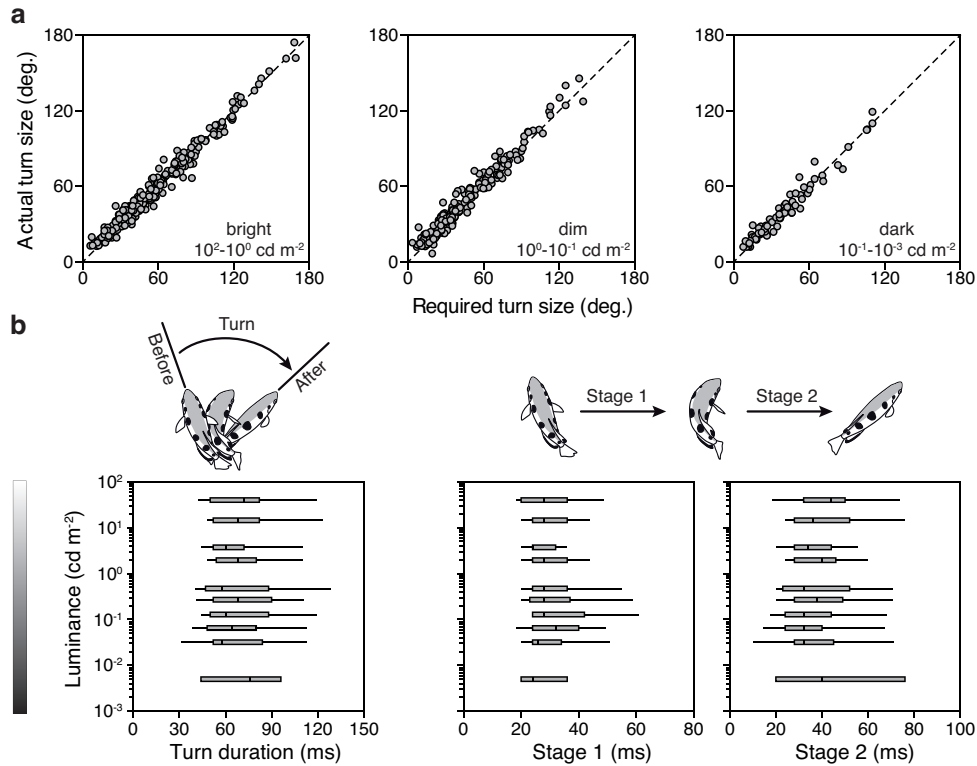 a
Actual turn size (deg.)
180
120
60
0
0 60 120 180
bright
10²-10⁰ cd m⁻²
180
120
60
0
0 60 120 180
dim
10⁰-10⁻¹ cd m⁻²
180
120
60
0
0 60 120 180
dark
10⁻¹-10⁻³ cd m⁻²
Required turn size (deg.)
b
Before
Turn
After
Stage 1
Stage 2
Luminance (cd m⁻²)
10²
10¹
10⁰
10⁻¹
10⁻²
10⁻³
0 30 60 90 120 150
Turn duration (ms)
0 20 40 60 80
Stage 1 (ms)
0 20 40 60 80 100
Stage 2 (ms)